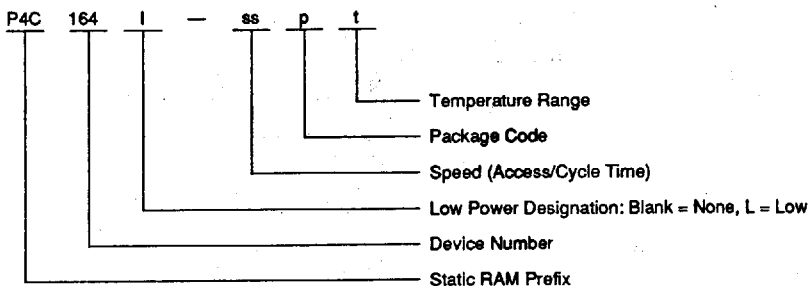 P4C 164 l — ss p t
Temperature Range
Package Code
Speed (Access/Cycle Time)
Low Power Designation: Blank = None, L = Low
Device Number
Static RAM Prefix